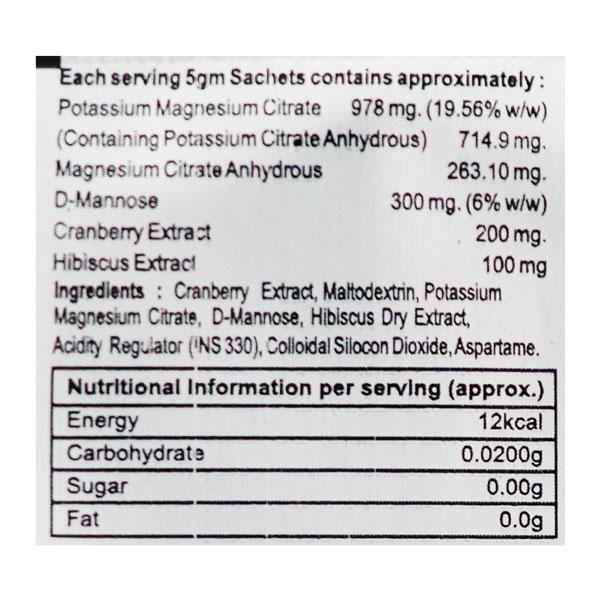 Each serving 5gm Sachets contains approximately :
Potassium Magnesium Citrate 978 mg. (19.56% w/w)
(Containing Potassium Citrate Anhydrous) 714.9 mg.
Magnesium Citrate Anhydrous 263.10 mg.
D-Mannose 300 mg. (6% w/w)
Cranberry Extract 200 mg.
Hibiscus Extract 100 mg
Ingredients : Cranberry Extract, Maltodextrin, Potassium
Magnesium Citrate, D-Mannose, Hibiscus Dry Extract,
Acidity Regulator (INS 330), Colloidal Silocon Dioxide, Aspartame.
Nutritional Information per serving (approx.)
Energy 12kcal
Carbohydrate 0.0200g
Sugar 0.00g
Fat 0.0g